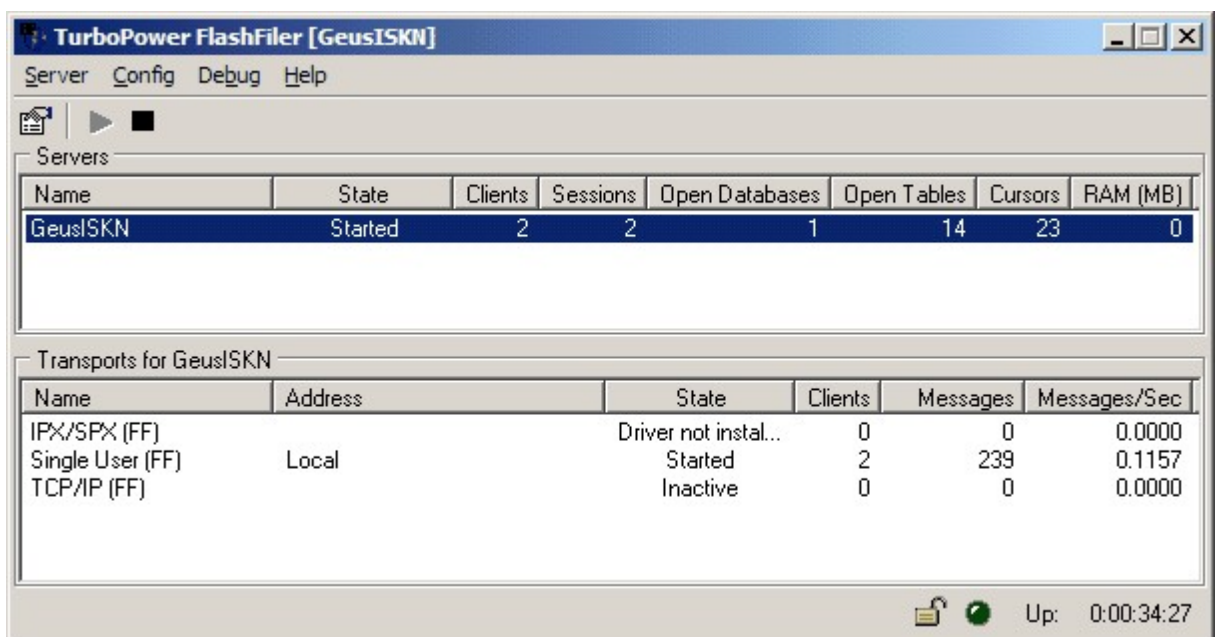 TurboPower FlashFiler [GeusISKN]
Server Config Debug Help
Servers
Name State Clients Sessions Open Databases Open Tables Cursors RAM (MB)
GeusISKN Started 2 2 1 14 23 0
Transports for GeusISKN
Name Address State Clients Messages Messages/Sec
IPX/SPX (FF) Driver not instal... 0 0 0.0000
Single User (FF) Local Started 2 239 0.1157
TCP/IP (FF) Inactive 0 0 0.0000
Up: 0:00:34:27